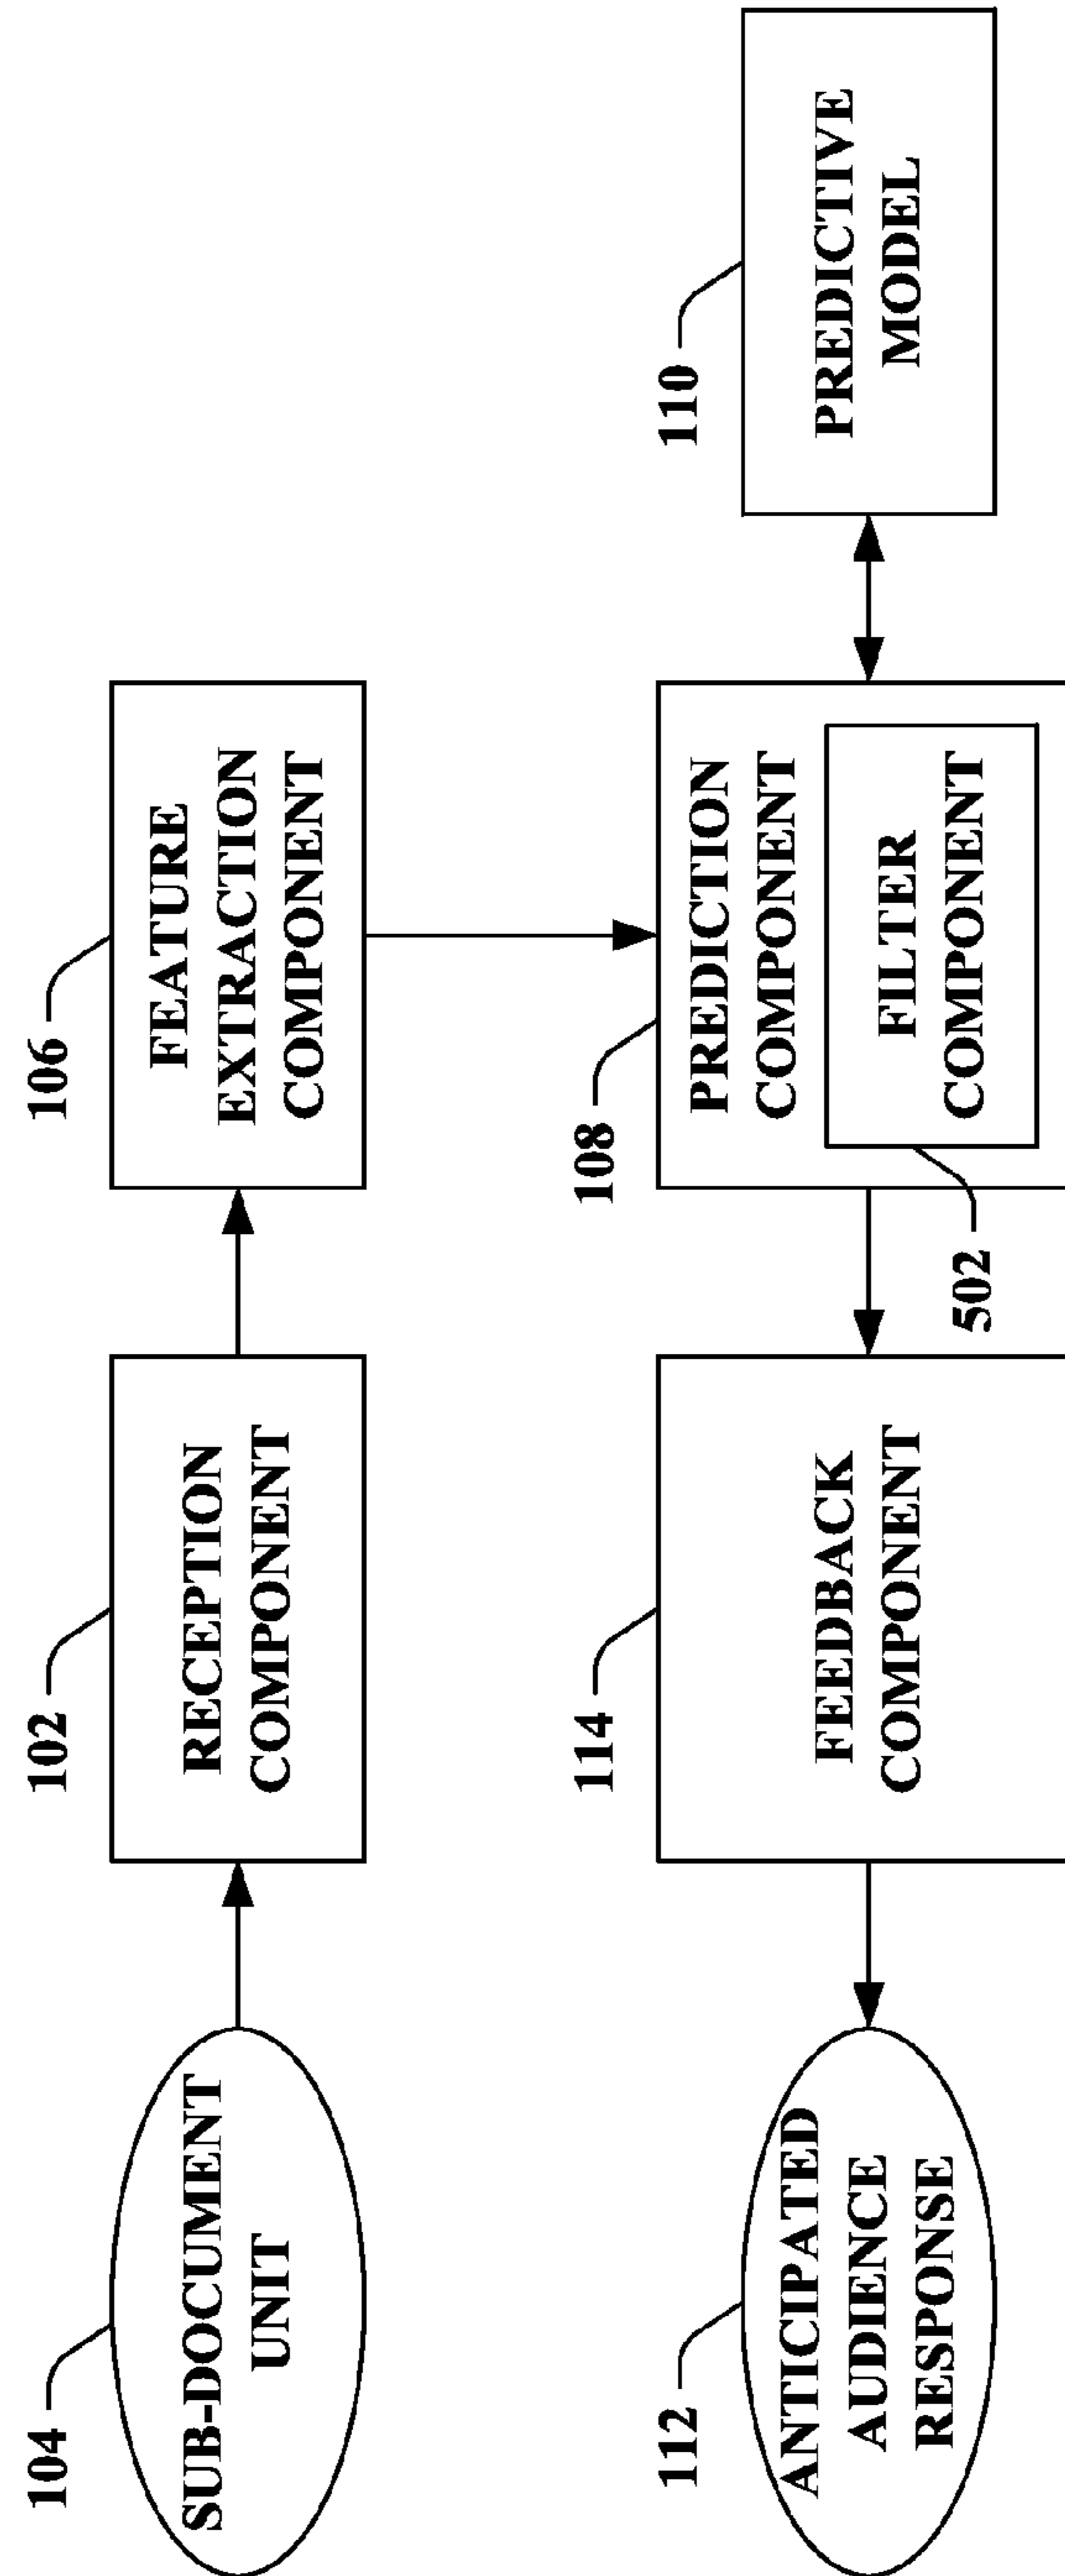 104
SUB-DOCUMENT
UNIT
102
RECEPTION
COMPONENT
106
FEATURE
EXTRACTION
COMPONENT
112
ANTICIPATED
AUDIENCE
RESPONSE
114
FEEDBACK
COMPONENT
108
PREDICTION
COMPONENT
502
FILTER
COMPONENT
110
PREDICTIVE
MODEL